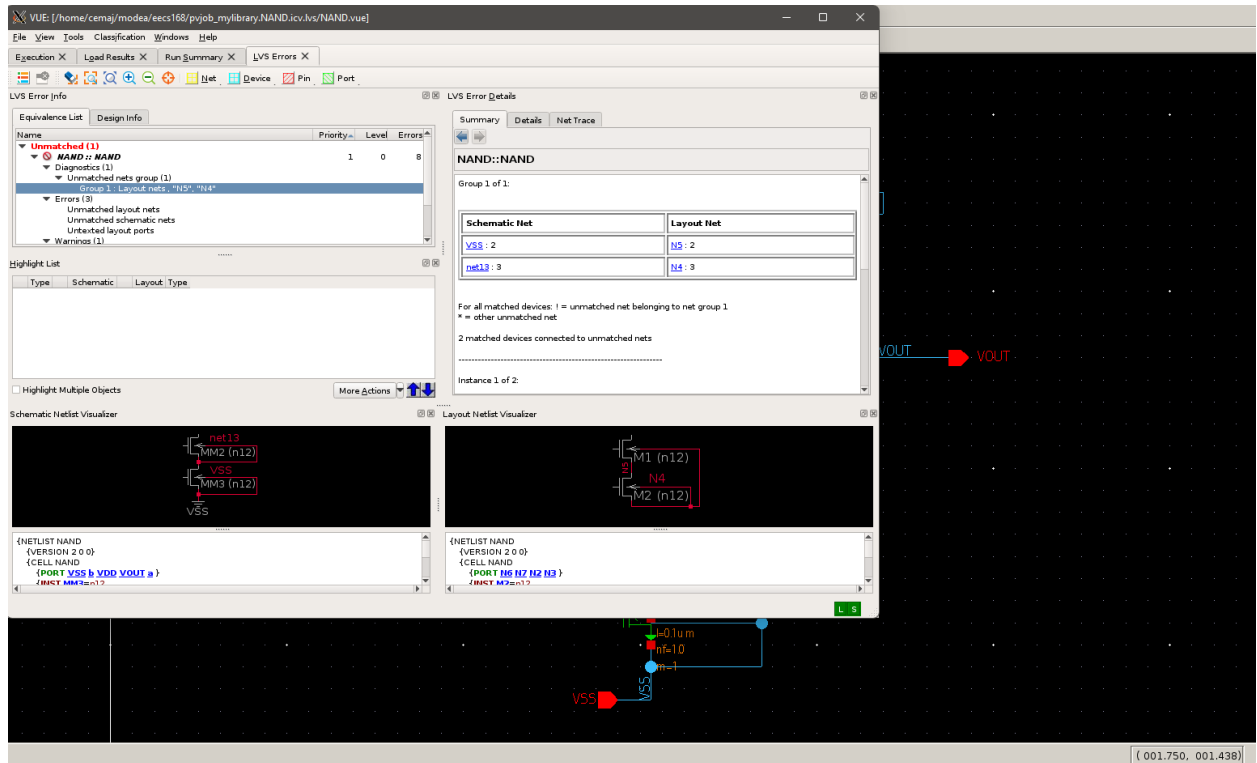 VUE: [/home/cemaj/modea/eecs168/pvjob_mylibrary.NAND.icv.lvs/NAND.vue]
File View Tools Classification Windows Help
Execution X Load Results X Run Summary X LVS Errors X
Net Device Pin Port
LVS Error Info
Equivalence List Design Info
Name Priority Level Errors
Unmatched (1)
NAND :: NAND 1 0 8
Diagnostics (1)
Unmatched nets group (1)
Group 1 : Layout nets , "N5", "N4"
Errors (3)
Unmatched layout nets
Unmatched schematic nets
Untexted layout ports
Warnings (1)
Highlight List
Type Schematic Layout Type
Highlight Multiple Objects More Actions
LVS Error Details
Summary Details Net Trace
NAND::NAND
Group 1 of 1:
Schematic Net Layout Net
VSS : 2 N5 : 2
net13 : 3 N4 : 3
For all matched devices: ! = unmatched net belonging to net group 1
* = other unmatched net
2 matched devices connected to unmatched nets
----------------------------------------------------------------
Instance 1 of 2:
Schematic Netlist Visualizer
net13
MM2 (n12)
VSS
MM3 (n12)
VSS
{NETLIST NAND
{VERSION 2 0 0}
{CELL NAND
{PORT VSS b VDD VOUT a }
{INST MM3=n12
Layout Netlist Visualizer
M1 (n12)
N5
N4
M2 (n12)
{NETLIST NAND
{VERSION 2 0 0}
{CELL NAND
{PORT N6 N7 N2 N3 }
{INST M2=n12
L S
VOUT VOUT
l=0.1u m
nf=1.0
m=1
VSS
VSS
( 001.750, 001.438)